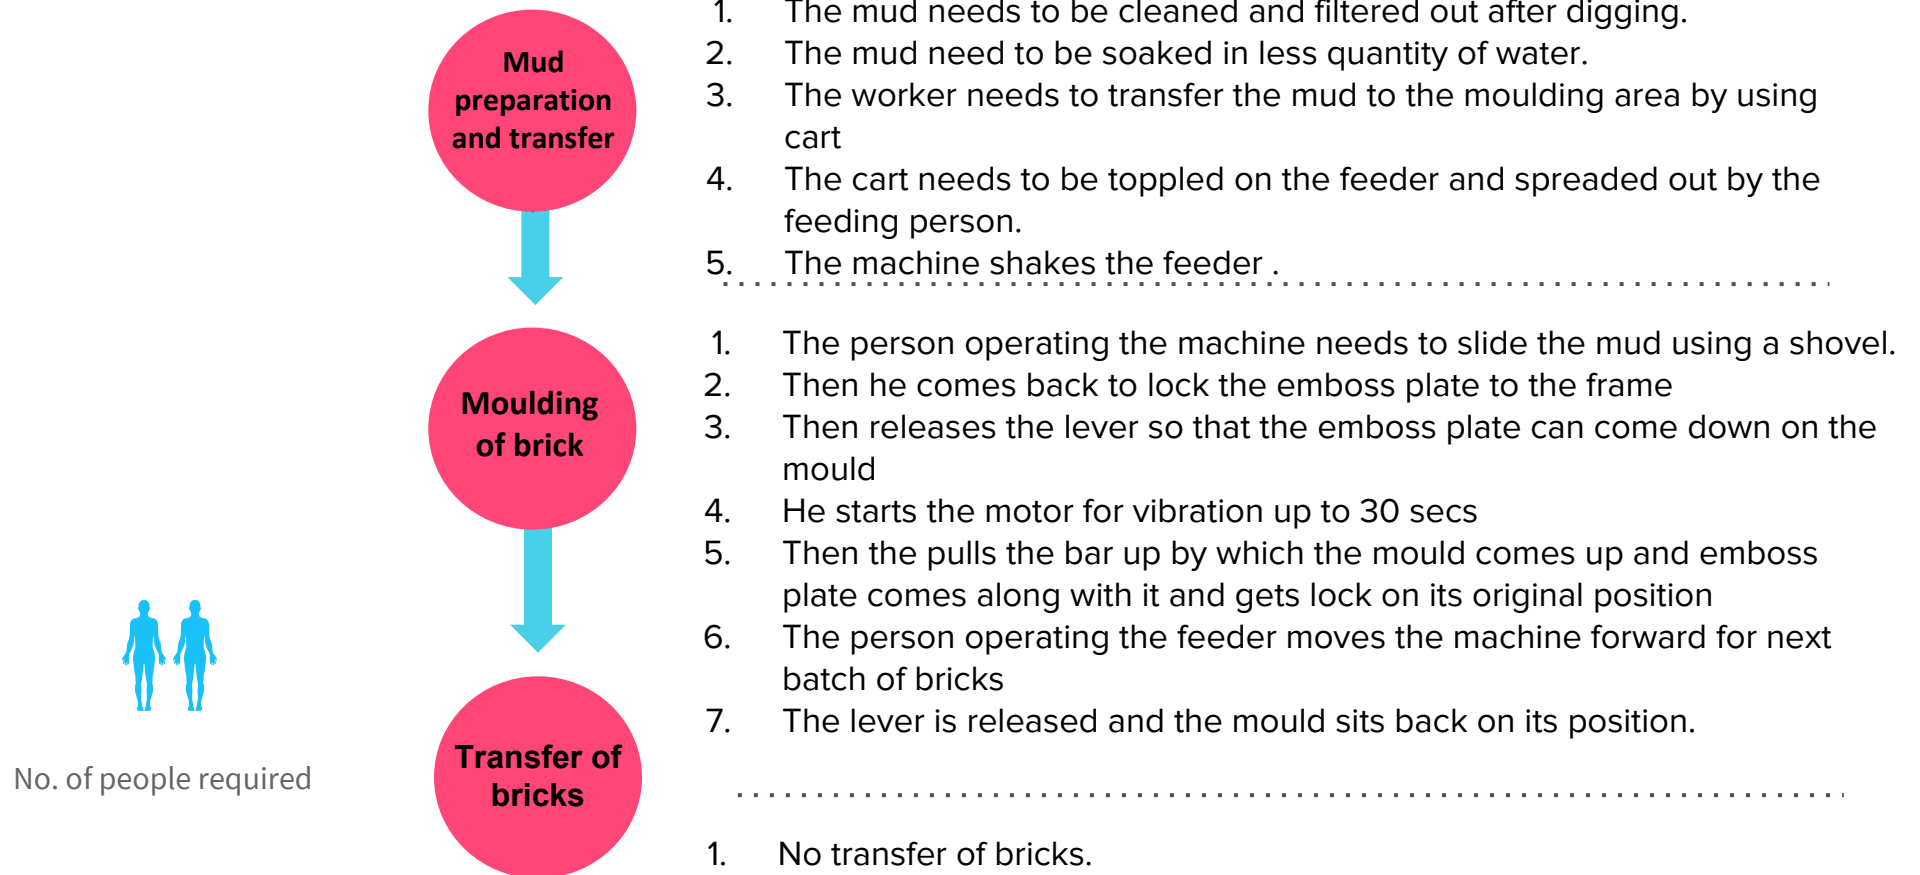 Mud
preparation
and transfer
1. The mud needs to be cleaned and filtered out after digging.
2. The mud need to be soaked in less quantity of water.
3. The worker needs to transfer the mud to the moulding area by using
cart
4. The cart needs to be toppled on the feeder and spreaded out by the
feeding person.
5. The machine shakes the feeder .
Moulding
of brick
1. The person operating the machine needs to slide the mud using a shovel.
2. Then he comes back to lock the emboss plate to the frame
3. Then releases the lever so that the emboss plate can come down on the
mould
4. He starts the motor for vibration up to 30 secs
5. Then the pulls the bar up by which the mould comes up and emboss
plate comes along with it and gets lock on its original position
6. The person operating the feeder moves the machine forward for next
batch of bricks
7. The lever is released and the mould sits back on its position.
No. of people required
Transfer of
bricks
1. No transfer of bricks.